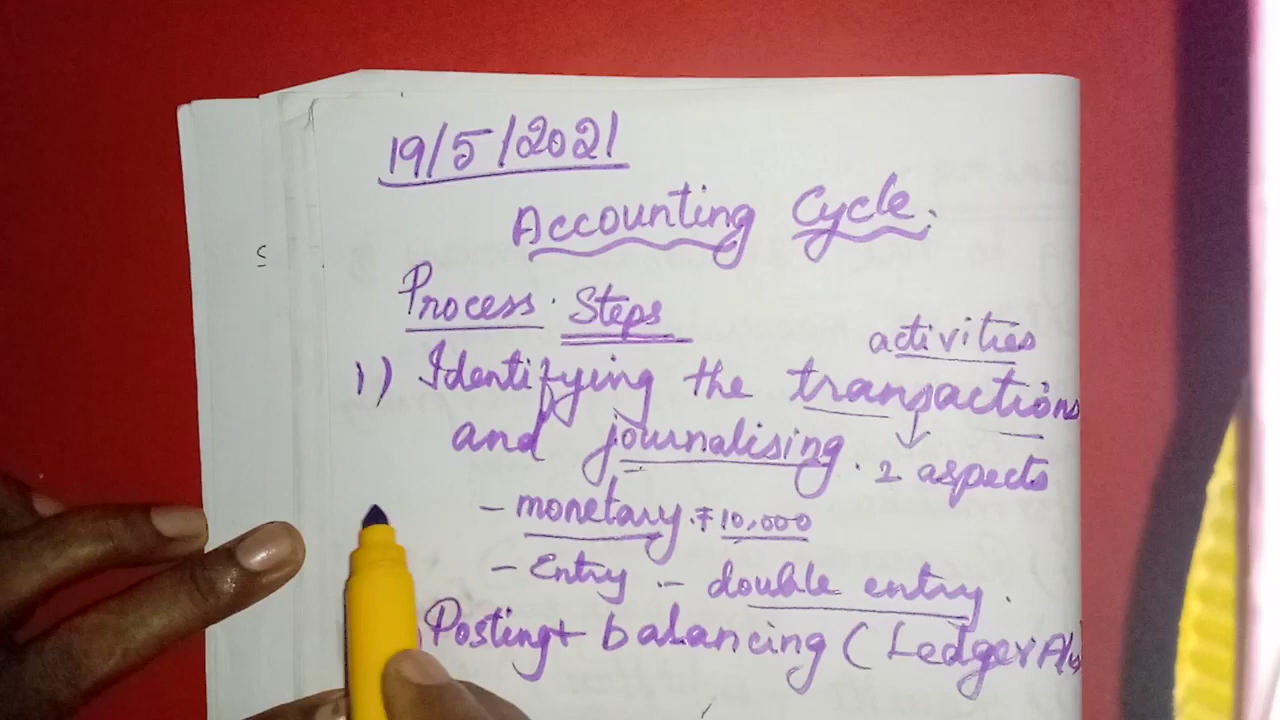 19/5/2021
Accounting Cycle.
Process Steps
activities
1) Identifying the transactions
and journalising. 2 aspects
- monetary. ₹ 10,000
- Entry - double entry.
Posting + balancing (Ledger A/c